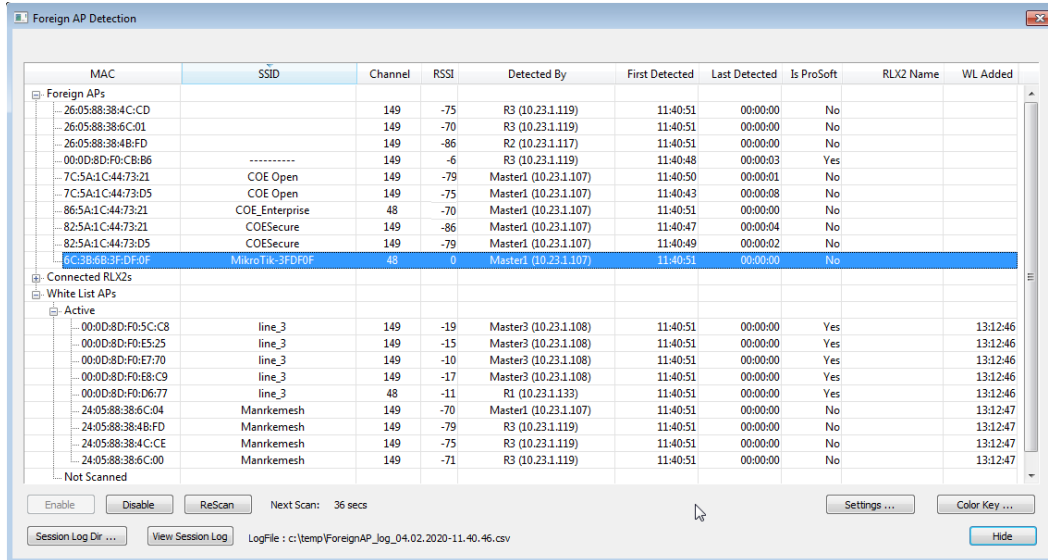 Foreign AP Detection
MAC SSID Channel RSSI Detected By First Detected Last Detected Is ProSoft RLX2 Name WL Added
Foreign APs
26:05:88:38:4C:CD 149 -75 R3 (10.23.1.119) 11:40:51 00:00:00 No
26:05:88:38:6C:01 149 -70 R3 (10.23.1.119) 11:40:51 00:00:00 No
26:05:88:38:4B:FD 149 -86 R2 (10.23.1.117) 11:40:51 00:00:00 No
00:0D:8D:F0:CB:B6 ---------- 149 -6 R3 (10.23.1.119) 11:40:48 00:00:03 Yes
7C:5A:1C:44:73:21 COE Open 149 -79 Master1 (10.23.1.107) 11:40:50 00:00:01 No
7C:5A:1C:44:73:D5 COE Open 149 -75 Master1 (10.23.1.107) 11:40:43 00:00:08 No
86:5A:1C:44:73:21 COE_Enterprise 48 -70 Master1 (10.23.1.107) 11:40:51 00:00:00 No
82:5A:1C:44:73:21 COESecure 149 -86 Master1 (10.23.1.107) 11:40:47 00:00:04 No
82:5A:1C:44:73:D5 COESecure 149 -79 Master1 (10.23.1.107) 11:40:49 00:00:02 No
6C:3B:6B:3F:DF:0F MikroTik-3FDF0F 48 0 Master1 (10.23.1.107) 11:40:51 00:00:00 No
Connected RLX2s
White List APs
Active
00:0D:8D:F0:5C:C8 line_3 149 -19 Master3 (10.23.1.108) 11:40:51 00:00:00 Yes 13:12:46
00:0D:8D:F0:E5:25 line_3 149 -15 Master3 (10.23.1.108) 11:40:51 00:00:00 Yes 13:12:46
00:0D:8D:F0:E7:70 line_3 149 -10 Master3 (10.23.1.108) 11:40:51 00:00:00 Yes 13:12:46
00:0D:8D:F0:E8:C9 line_3 149 -17 Master3 (10.23.1.108) 11:40:51 00:00:00 Yes 13:12:46
00:0D:8D:F0:D6:77 line_3 48 -11 R1 (10.23.1.133) 11:40:51 00:00:00 Yes 13:12:46
24:05:88:38:6C:04 Manrkemesh 149 -70 Master1 (10.23.1.107) 11:40:51 00:00:00 No 13:12:47
24:05:88:38:4B:FD Manrkemesh 149 -79 R3 (10.23.1.119) 11:40:51 00:00:00 No 13:12:47
24:05:88:38:4C:CE Manrkemesh 149 -75 R3 (10.23.1.119) 11:40:51 00:00:00 No 13:12:47
24:05:88:38:6C:00 Manrkemesh 149 -71 R3 (10.23.1.119) 11:40:51 00:00:00 No 13:12:47
Not Scanned
Enable Disable ReScan Next Scan: 36 secs Settings ... Color Key ...
Session Log Dir ... View Session Log LogFile : c:\temp\ForeignAP_log_04.02.2020-11.40.46.csv Hide